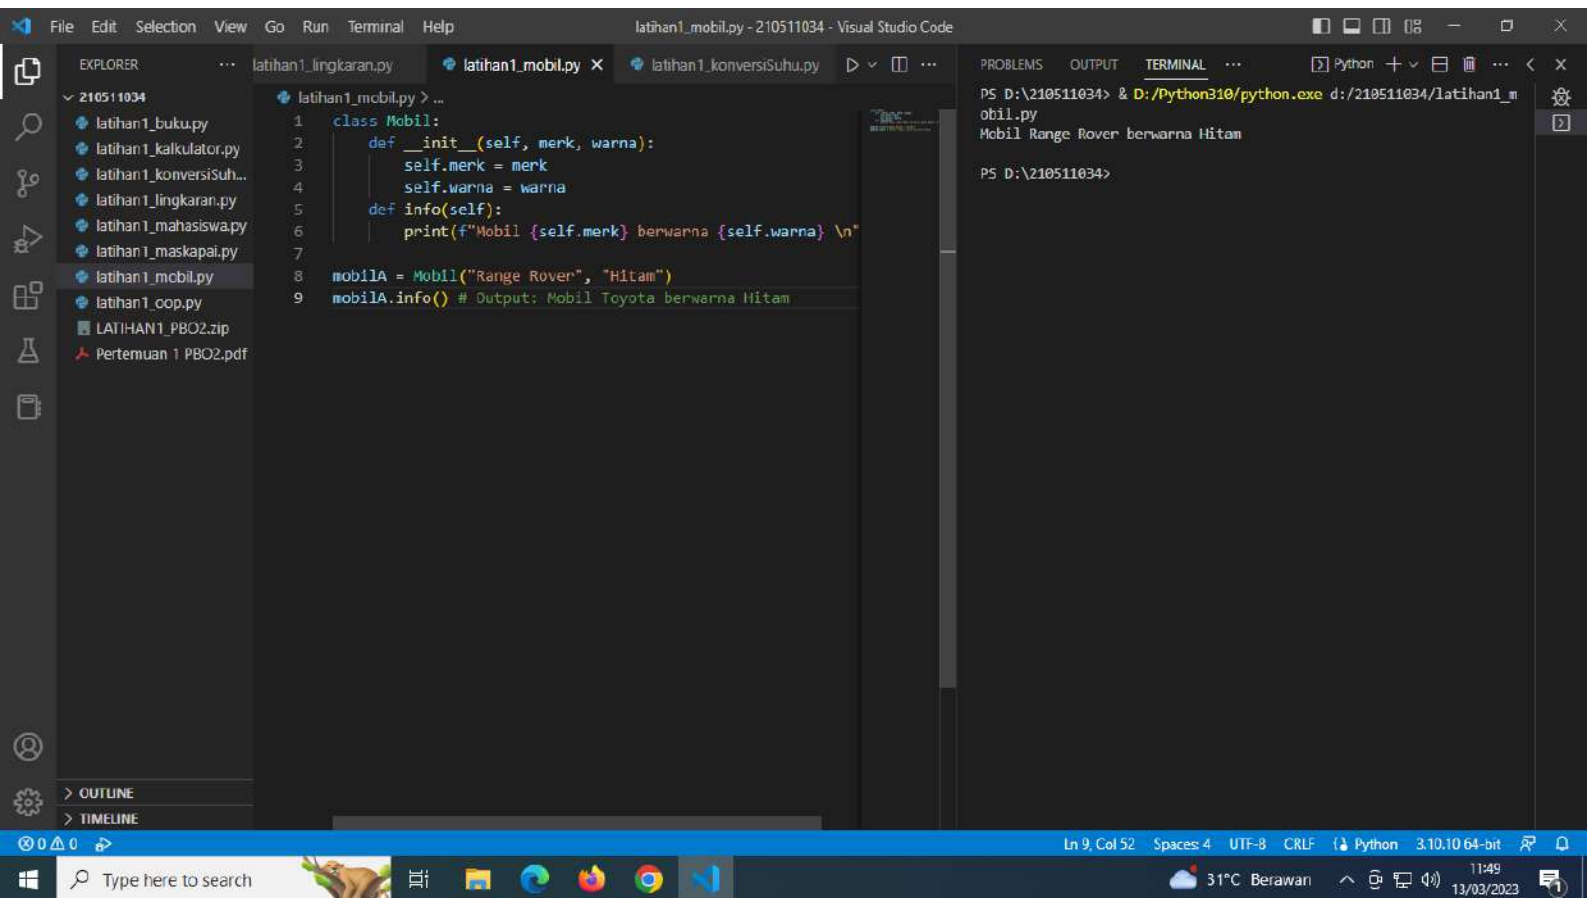 File Edit Selection View Go Run Terminal Help latihan1_mobil.py - 210511034 - Visual Studio Code
EXPLORER
latihan1_lingkaran.py latihan1_mobil.py latihan1_konversiSuhu.py
PROBLEMS OUTPUT TERMINAL Python
210511034
latihan1_buku.py
latihan1_kalkulator.py
latihan1_konversiSuh...
latihan1_lingkaran.py
latihan1_mahasiswa.py
latihan1_maskapai.py
latihan1_mobil.py
latihan1_oop.py
LATIHAN1_PBO2.zip
Pertemuan 1 PBO2.pdf
OUTLINE
TIMELINE
latihan1_mobil.py > ...
1 class Mobil:
2 def __init__(self, merk, warna):
3 self.merk = merk
4 self.warna = warna
5 def info(self):
6 print(f"Mobil {self.merk} berwarna {self.warna} \n"
7
8 mobilA = Mobil("Range Rover", "Hitam")
9 mobilA.info() # Output: Mobil Toyota berwarna Hitam
PS D:\210511034> & D:/Python310/python.exe d:/210511034/latihan1_m
obil.py
Mobil Range Rover berwarna Hitam
PS D:\210511034>
0 0 Ln 9, Col 52 Spaces: 4 UTF-8 CRLF Python 3.10.10 64-bit
Type here to search 31°C Berawan 11:49
13/03/2023
1